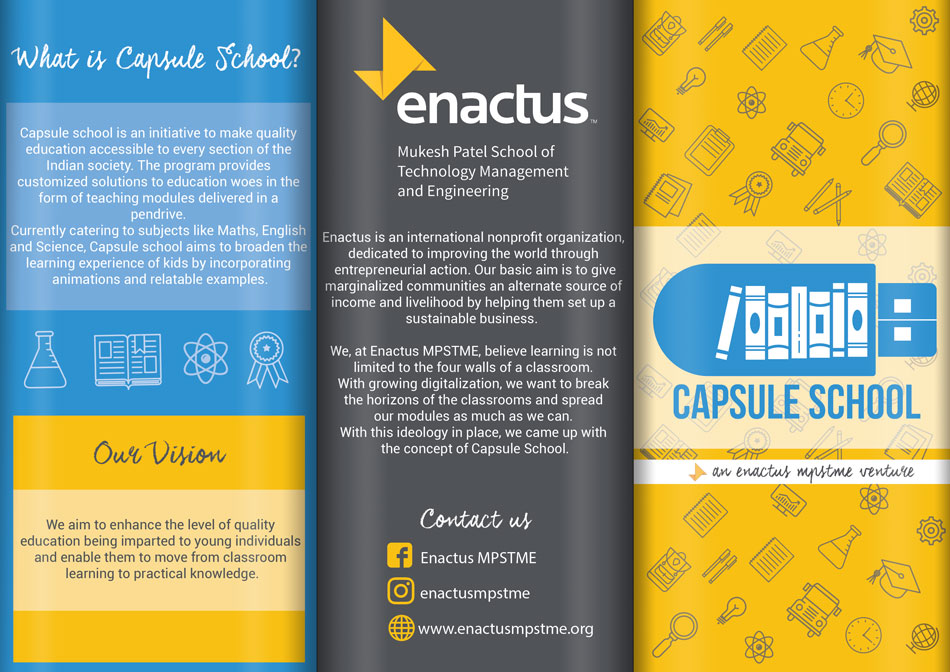 What is Capsule School?
Capsule school is an initiative to make quality
education accessible to every section of the
Indian society. The program provides
customized solutions to education woes in the
form of teaching modules delivered in a
pendrive.
Currently catering to subjects like Maths, English
and Science, Capsule school aims to broaden the
learning experience of kids by incorporating
animations and relatable examples.
Our Vision
We aim to enhance the level of quality
education being imparted to young individuals
and enable them to move from classroom
learning to practical knowledge.
enactus™
Mukesh Patel School of
Technology Management
and Engineering
Enactus is an international nonprofit organization,
dedicated to improving the world through
entrepreneurial action. Our basic aim is to give
marginalized communities an alternate source of
income and livelihood by helping them set up a
sustainable business.
We, at Enactus MPSTME, believe learning is not
limited to the four walls of a classroom.
With growing digitalization, we want to break
the horizons of the classrooms and spread
our modules as much as we can.
With this ideology in place, we came up with
the concept of Capsule School.
Contact us
Enactus MPSTME
enactusmpstme
www.enactusmpstme.org
CAPSULE SCHOOL
an enactus mpstme venture